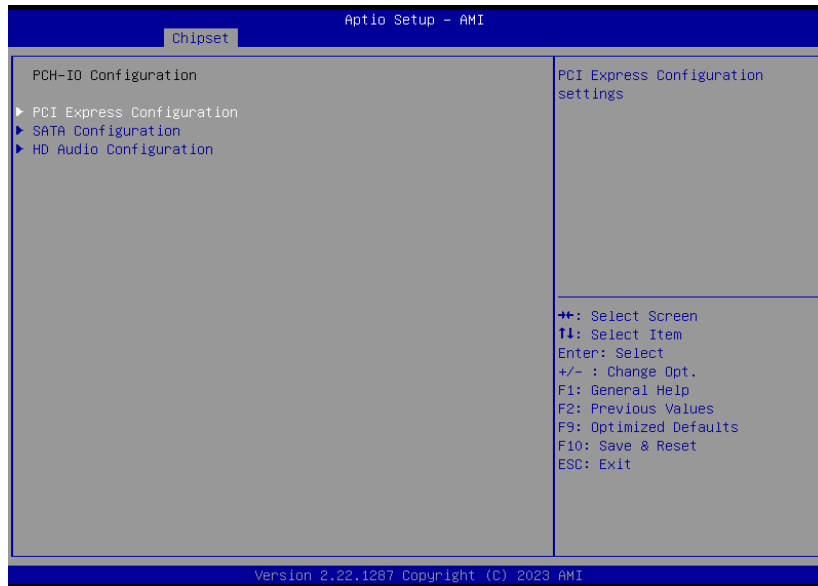 Aptio Setup – AMI
Chipset
PCH-IO Configuration
▶ PCI Express Configuration
▶ SATA Configuration
▶ HD Audio Configuration
PCI Express Configuration
settings
→←: Select Screen
↑↓: Select Item
Enter: Select
+/- : Change Opt.
F1: General Help
F2: Previous Values
F9: Optimized Defaults
F10: Save & Reset
ESC: Exit
Version 2.22.1287 Copyright (C) 2023 AMI